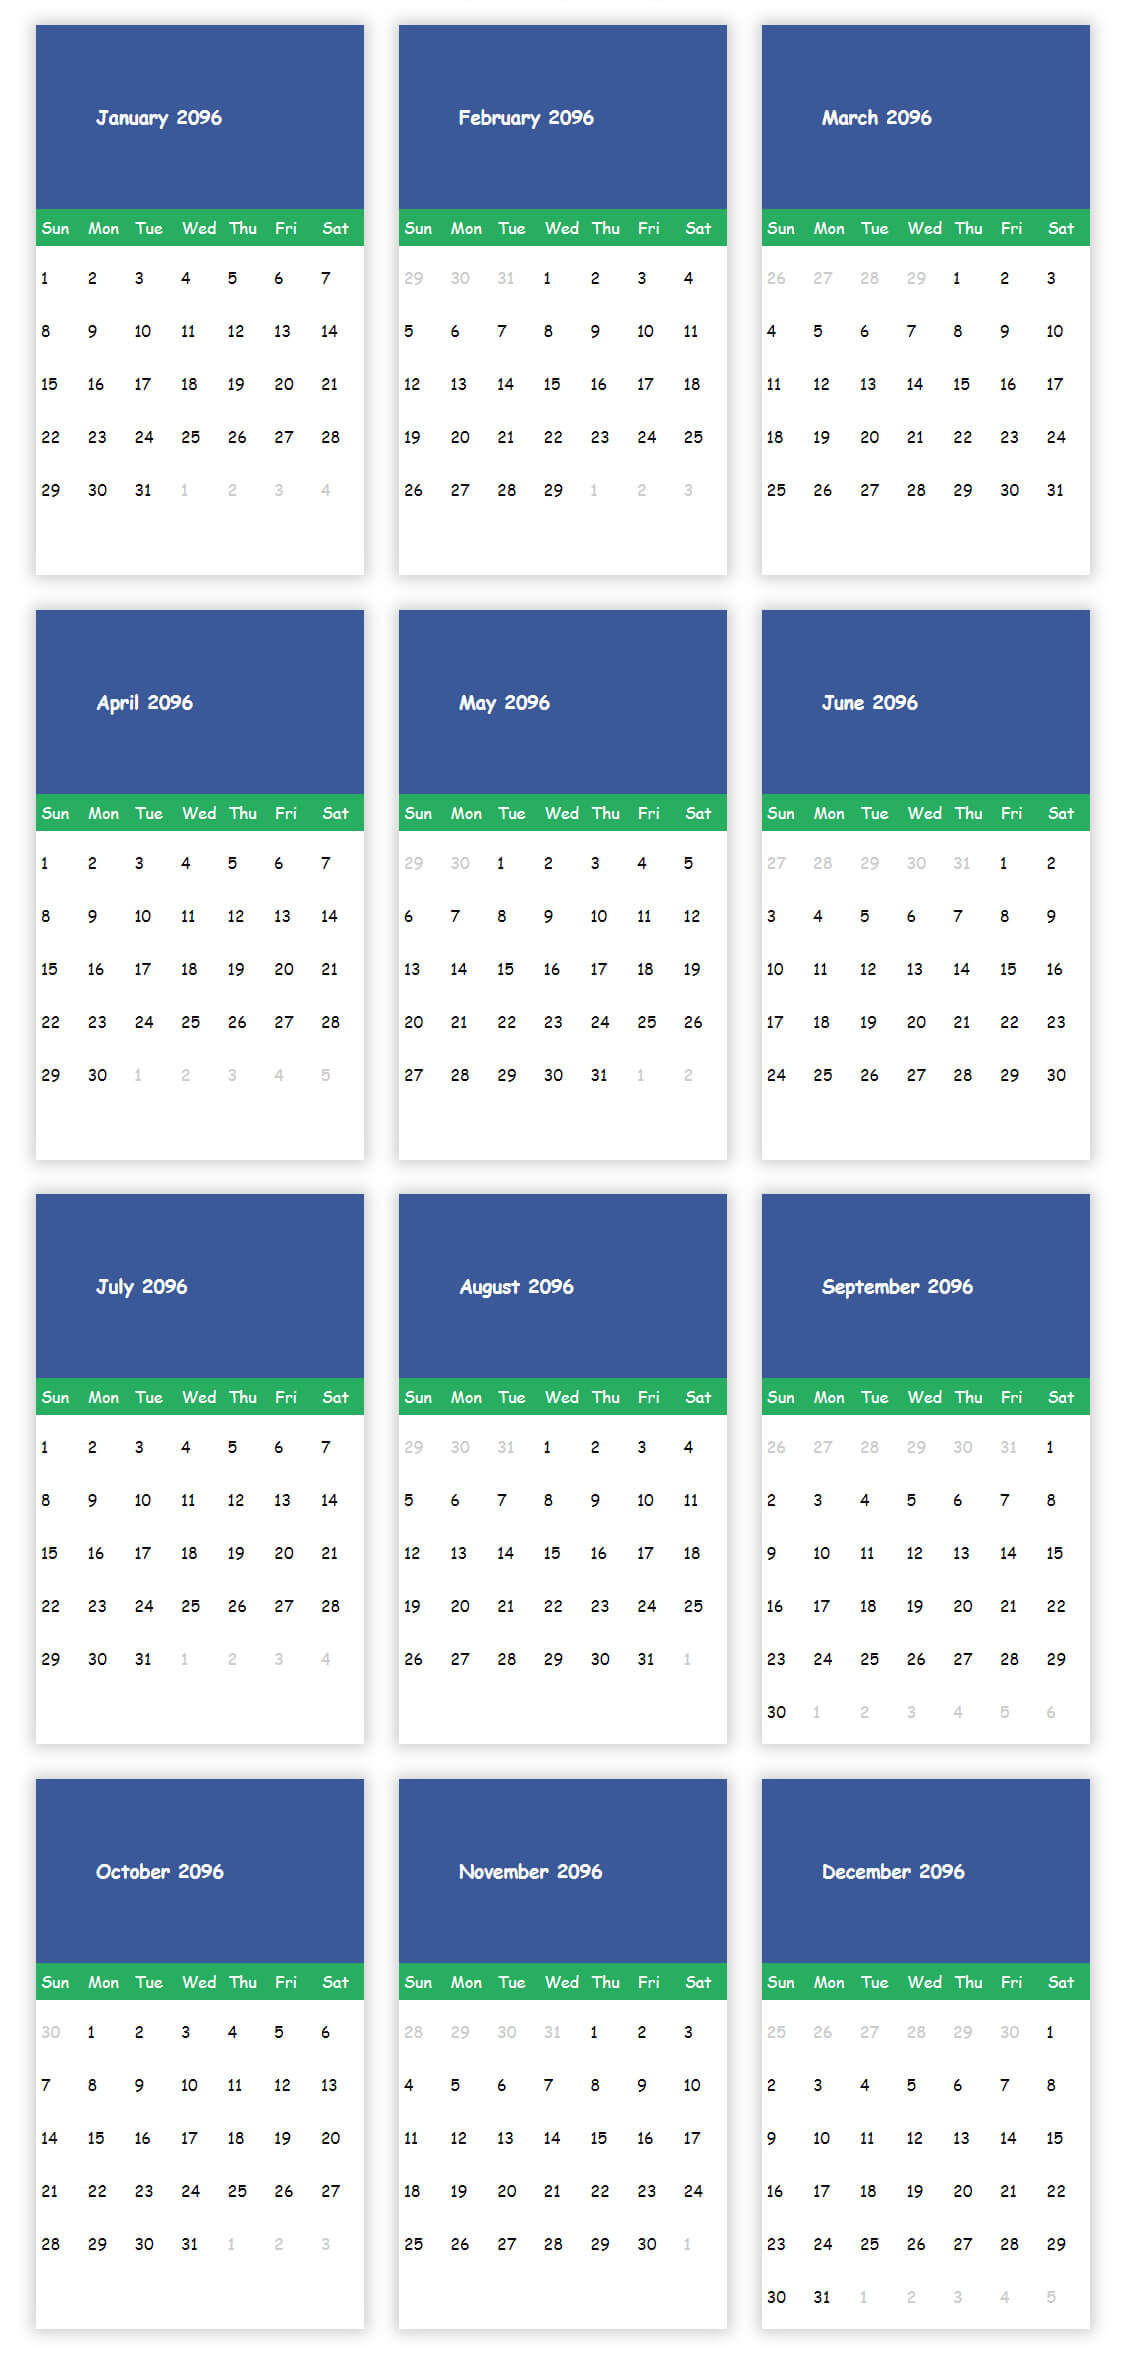 January 2096
Sun Mon Tue Wed Thu Fri Sat
1 2 3 4 5 6 7
8 9 10 11 12 13 14
15 16 17 18 19 20 21
22 23 24 25 26 27 28
29 30 31 1 2 3 4
February 2096
Sun Mon Tue Wed Thu Fri Sat
29 30 31 1 2 3 4
5 6 7 8 9 10 11
12 13 14 15 16 17 18
19 20 21 22 23 24 25
26 27 28 29 1 2 3
March 2096
Sun Mon Tue Wed Thu Fri Sat
26 27 28 29 1 2 3
4 5 6 7 8 9 10
11 12 13 14 15 16 17
18 19 20 21 22 23 24
25 26 27 28 29 30 31
April 2096
Sun Mon Tue Wed Thu Fri Sat
1 2 3 4 5 6 7
8 9 10 11 12 13 14
15 16 17 18 19 20 21
22 23 24 25 26 27 28
29 30 1 2 3 4 5
May 2096
Sun Mon Tue Wed Thu Fri Sat
29 30 1 2 3 4 5
6 7 8 9 10 11 12
13 14 15 16 17 18 19
20 21 22 23 24 25 26
27 28 29 30 31 1 2
June 2096
Sun Mon Tue Wed Thu Fri Sat
27 28 29 30 31 1 2
3 4 5 6 7 8 9
10 11 12 13 14 15 16
17 18 19 20 21 22 23
24 25 26 27 28 29 30
July 2096
Sun Mon Tue Wed Thu Fri Sat
1 2 3 4 5 6 7
8 9 10 11 12 13 14
15 16 17 18 19 20 21
22 23 24 25 26 27 28
29 30 31 1 2 3 4
August 2096
Sun Mon Tue Wed Thu Fri Sat
29 30 31 1 2 3 4
5 6 7 8 9 10 11
12 13 14 15 16 17 18
19 20 21 22 23 24 25
26 27 28 29 30 31 1
September 2096
Sun Mon Tue Wed Thu Fri Sat
26 27 28 29 30 31 1
2 3 4 5 6 7 8
9 10 11 12 13 14 15
16 17 18 19 20 21 22
23 24 25 26 27 28 29
30 1 2 3 4 5 6
October 2096
Sun Mon Tue Wed Thu Fri Sat
30 1 2 3 4 5 6
7 8 9 10 11 12 13
14 15 16 17 18 19 20
21 22 23 24 25 26 27
28 29 30 31 1 2 3
November 2096
Sun Mon Tue Wed Thu Fri Sat
28 29 30 31 1 2 3
4 5 6 7 8 9 10
11 12 13 14 15 16 17
18 19 20 21 22 23 24
25 26 27 28 29 30 1
December 2096
Sun Mon Tue Wed Thu Fri Sat
25 26 27 28 29 30 1
2 3 4 5 6 7 8
9 10 11 12 13 14 15
16 17 18 19 20 21 22
23 24 25 26 27 28 29
30 31 1 2 3 4 5